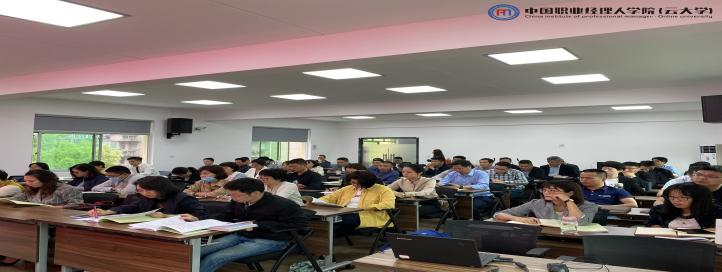 中国职业经理人学院(云大学)
China institute of professional manager · Online university